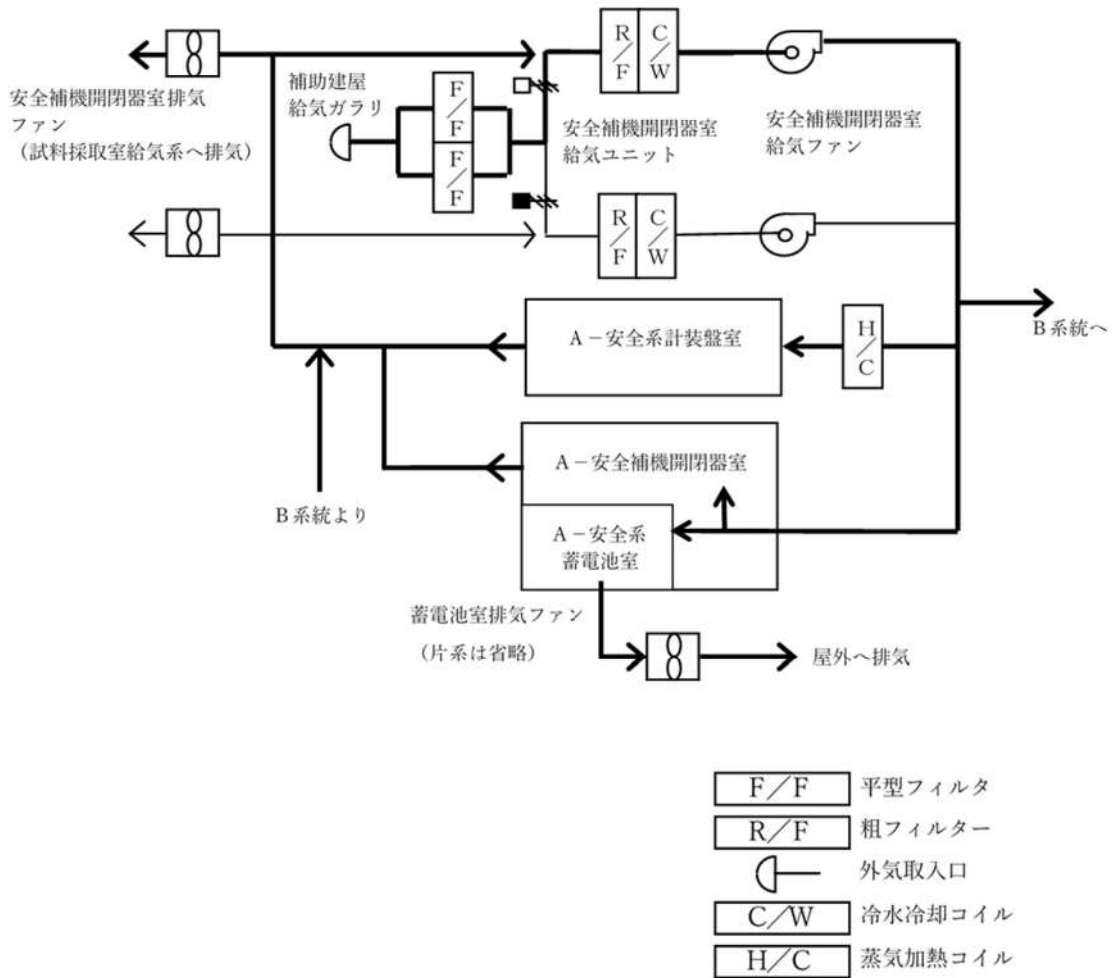 安全補機開閉器室排気
ファン
（試料採取室給気系へ排気）
補助建屋
給気ガラリ
F／F
F／F
R／F
C／W
安全補機開閉器室
給気ユニット
安全補機開閉器室
給気ファン
R／F
C／W
B系統へ
A－安全系計装盤室
H／C
A－安全補機開閉器室
B系統より
A－安全系
蓄電池室
蓄電池室排気ファン
（片系は省略）
屋外へ排気
F／F 平型フィルタ
R／F 粗フィルター
外気取入口
C／W 冷水冷却コイル
H／C 蒸気加熱コイル